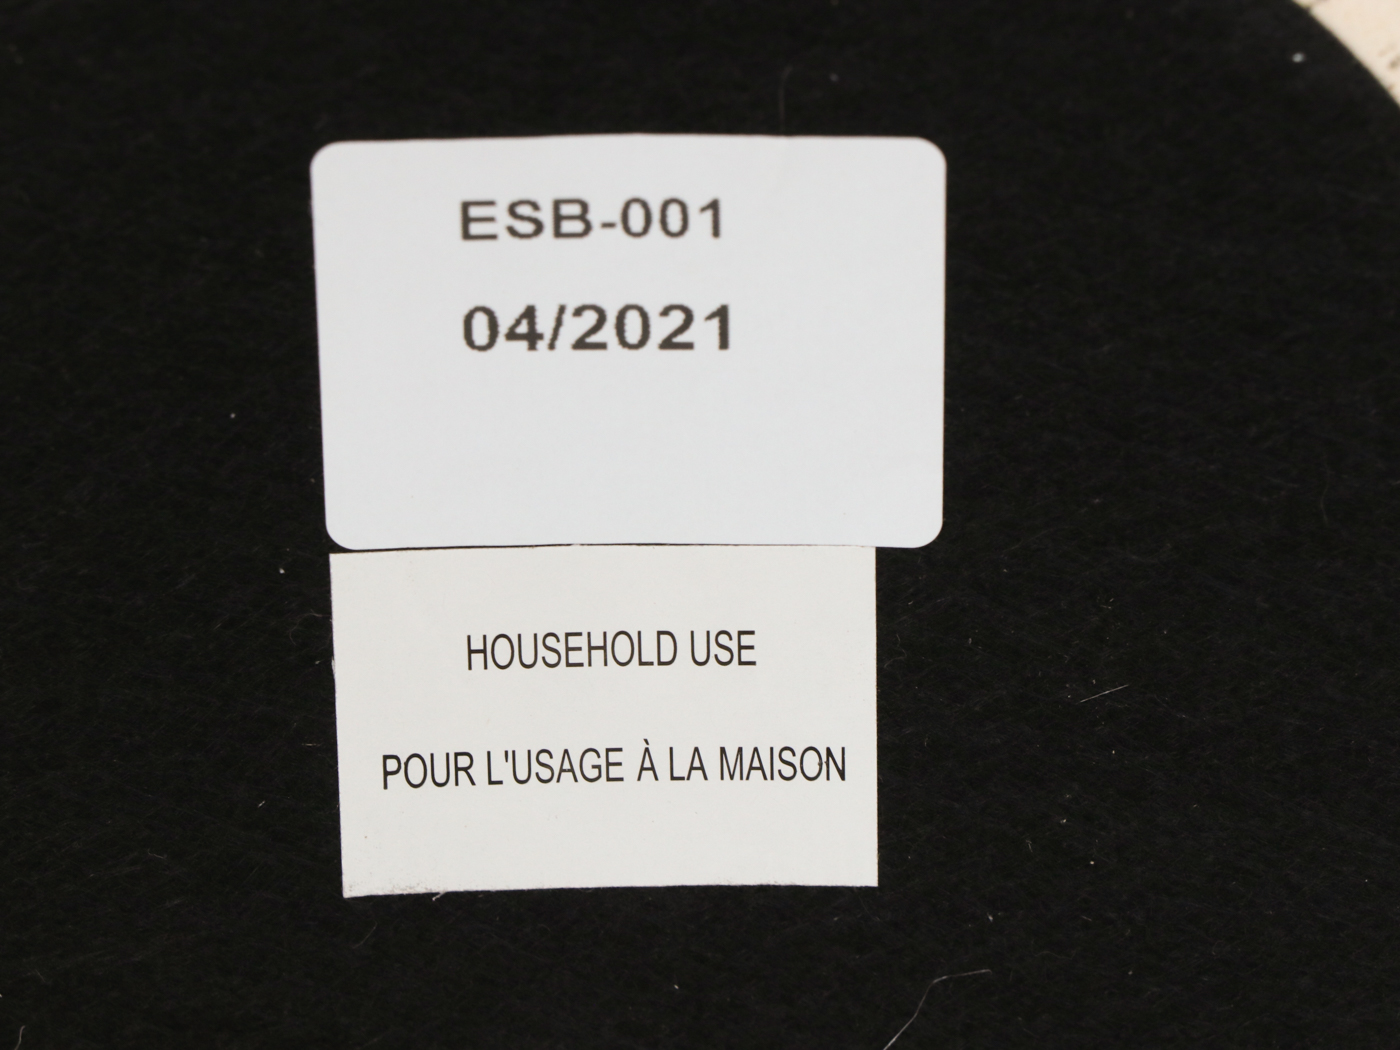 ESB-001
04/2021
HOUSEHOLD USE
POUR L'USAGE À LA MAISON